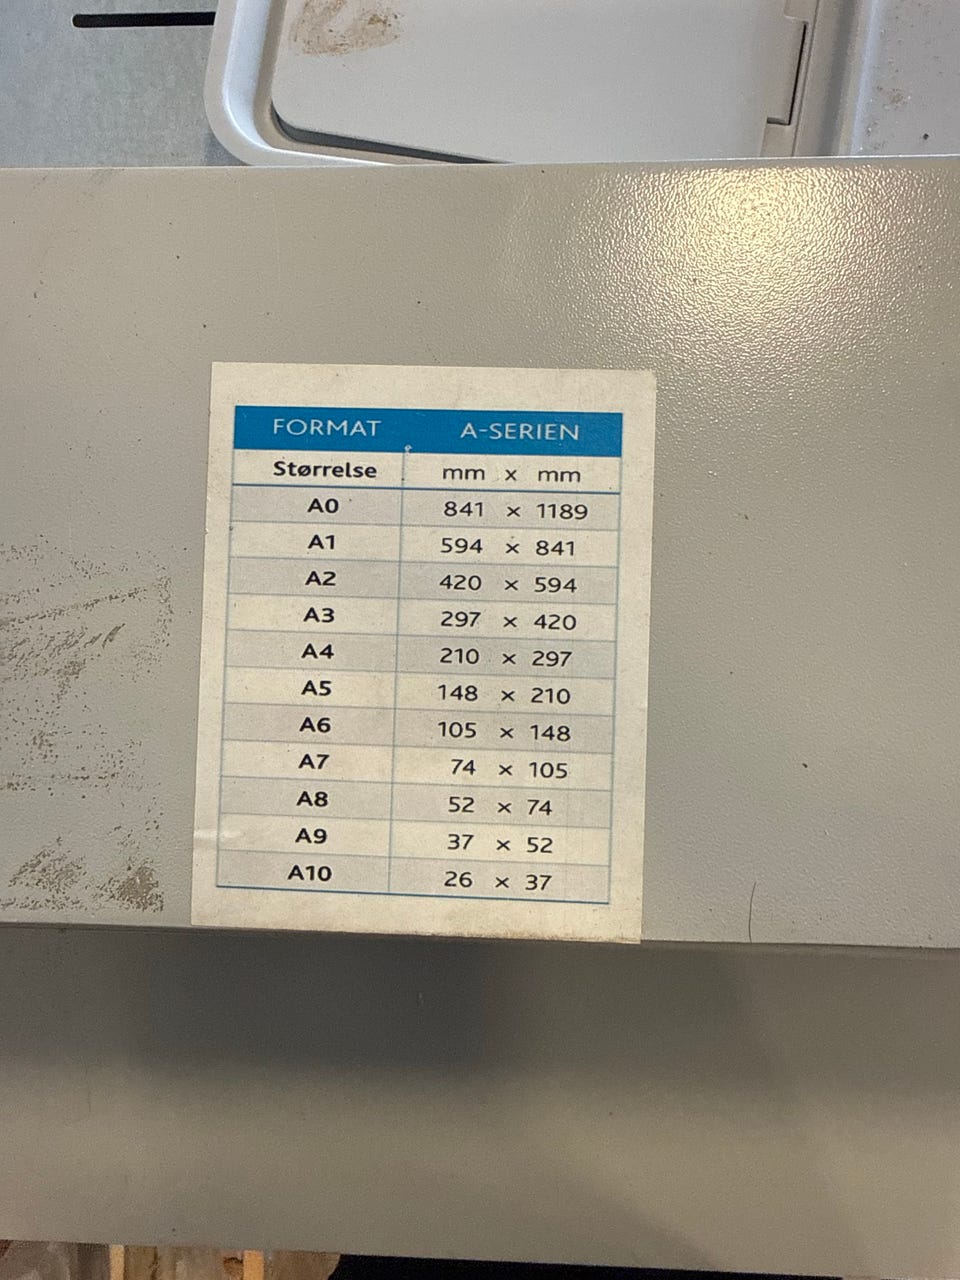 FORMAT A-SERIEN
Størrelse mm x mm
A0 841 x 1189
A1 594 x 841
A2 420 x 594
A3 297 x 420
A4 210 x 297
A5 148 x 210
A6 105 x 148
A7 74 x 105
A8 52 x 74
A9 37 x 52
A10 26 x 37